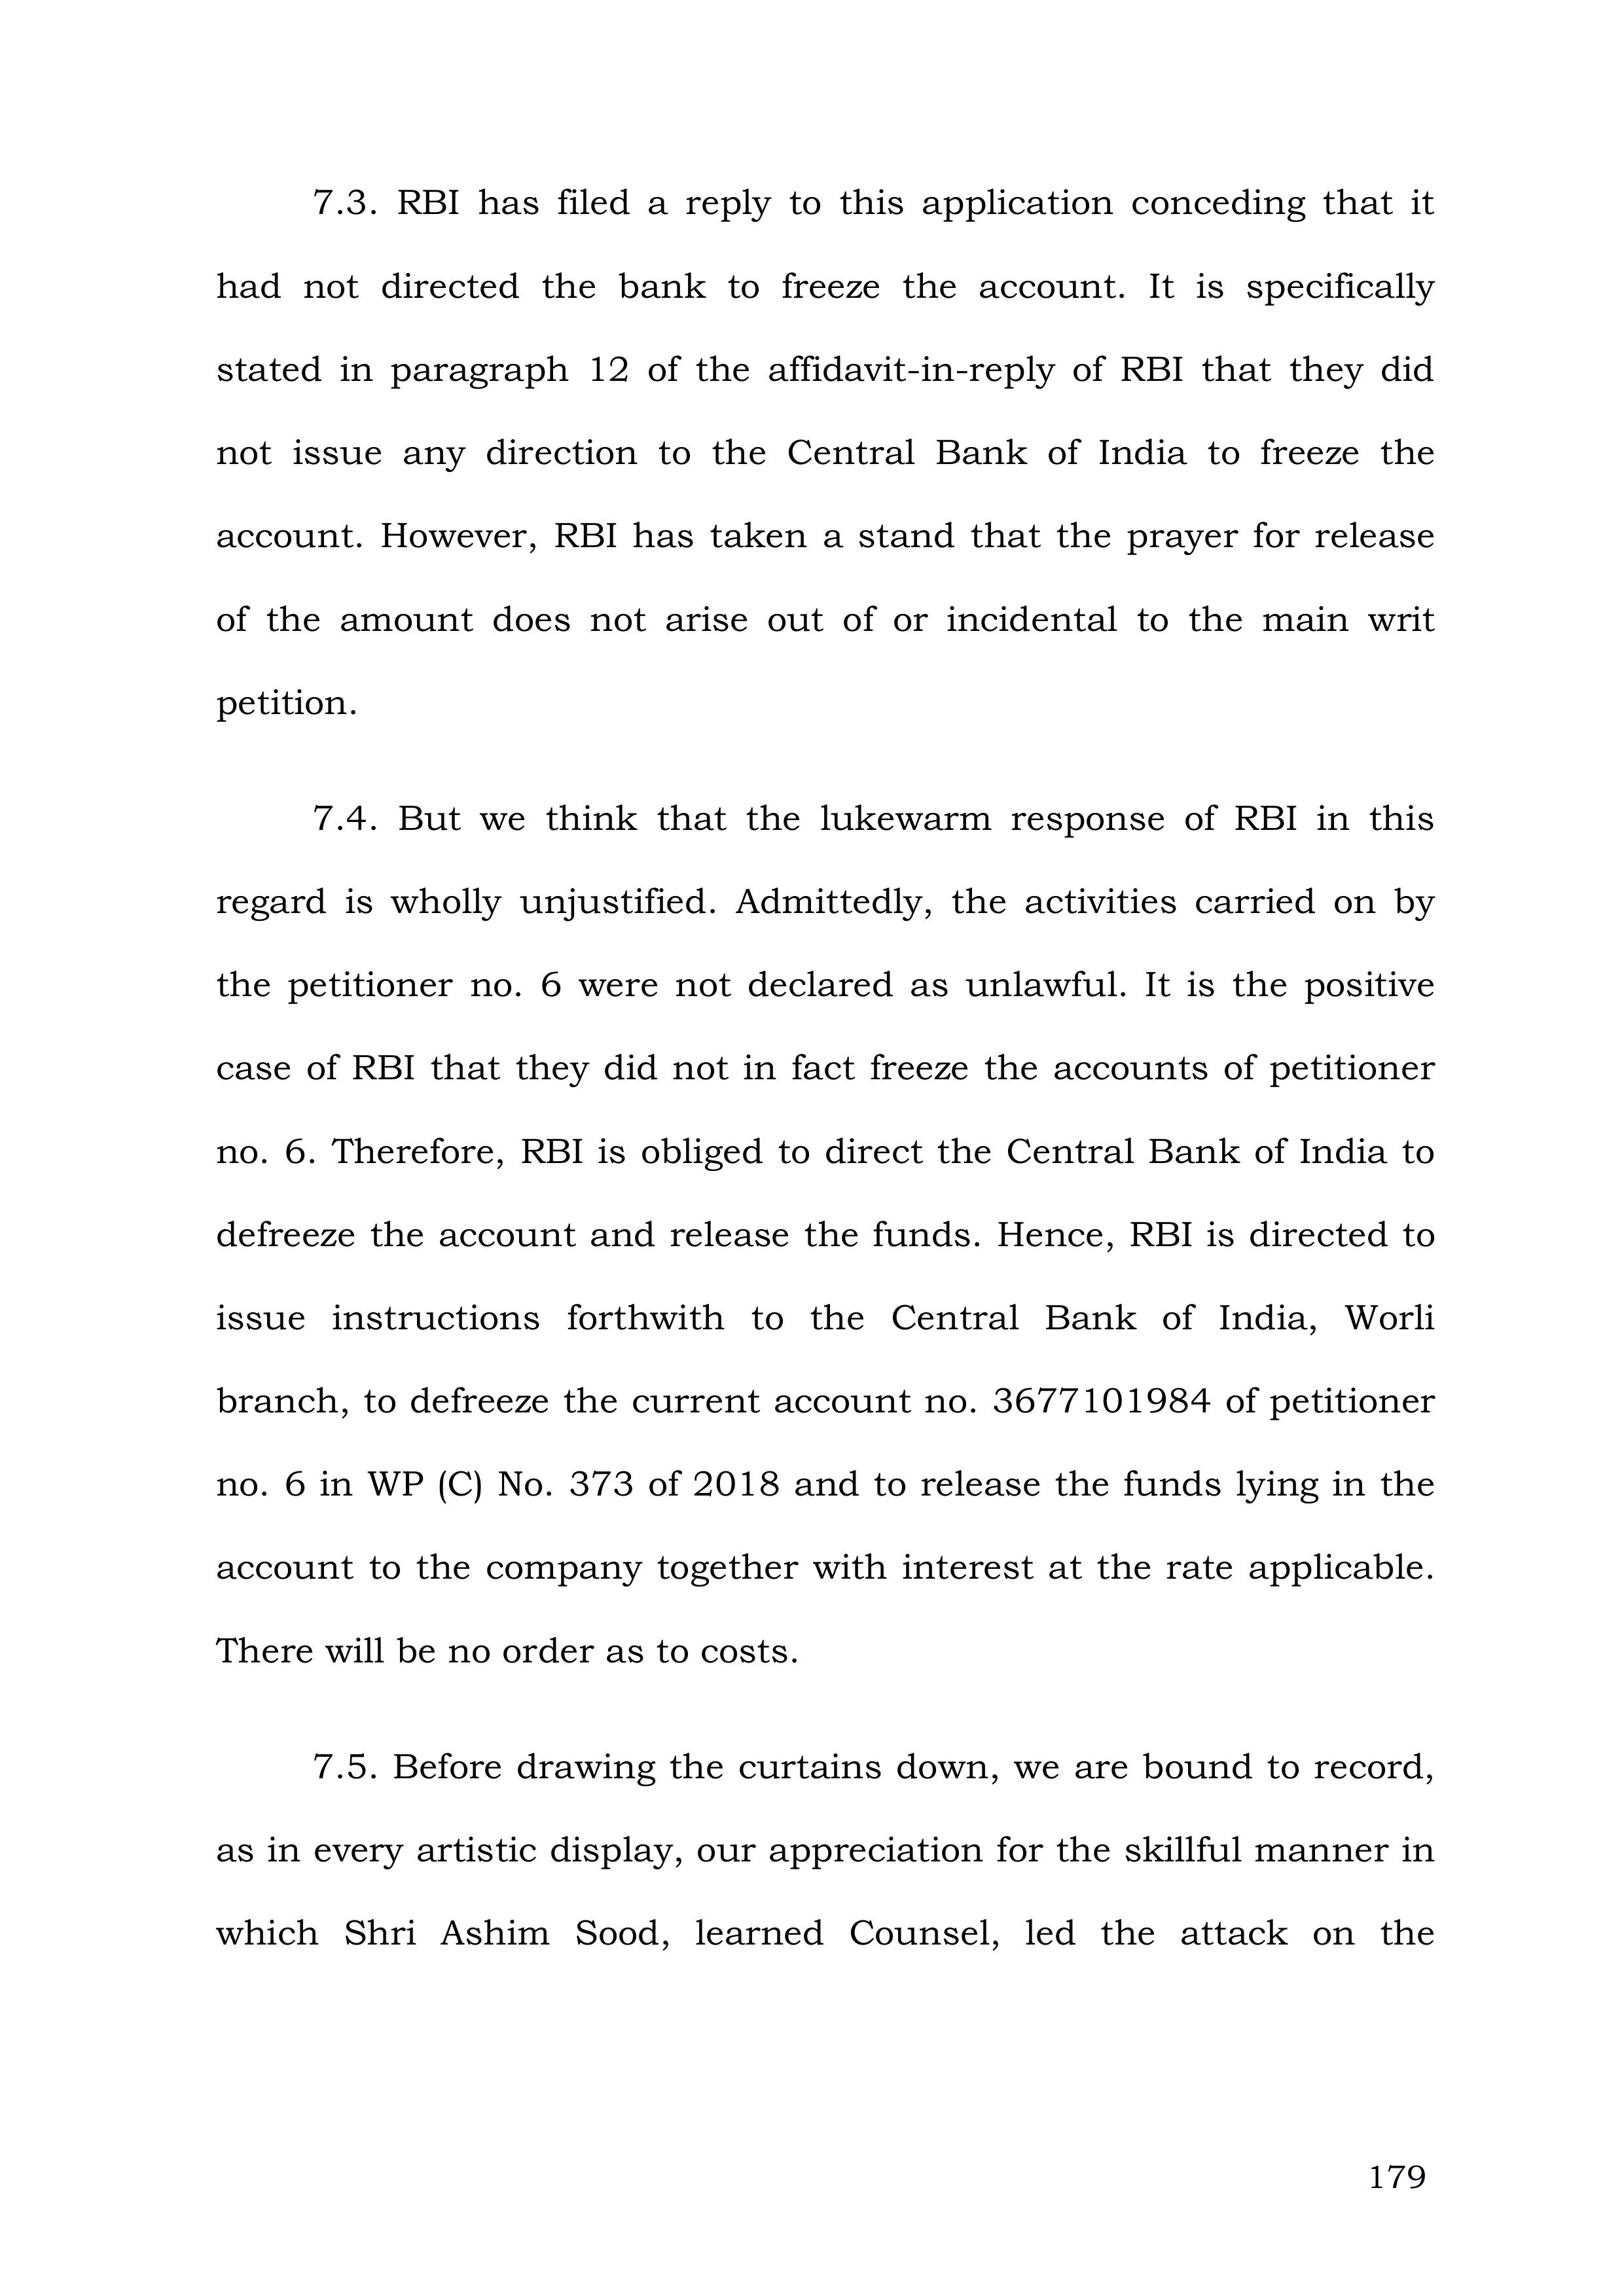 7.3. RBI has filed a reply to this application conceding that it
had not directed the bank to freeze the account. It is specifically
stated in paragraph 12 of the affidavit-in-reply of RBI that they did
not issue any direction to the Central Bank of India to freeze the
account. However, RBI has taken a stand that the prayer for release
of the amount does not arise out of or incidental to the main writ
petition.
7.4. But we think that the lukewarm response of RBI in this
regard is wholly unjustified. Admittedly, the activities carried on by
the petitioner no. 6 were not declared as unlawful. It is the positive
case of RBI that they did not in fact freeze the accounts of petitioner
no. 6. Therefore, RBI is obliged to direct the Central Bank of India to
defreeze the account and release the funds. Hence, RBI is directed to
issue instructions forthwith to the Central Bank of India, Worli
branch, to defreeze the current account no. 3677101984 of petitioner
no. 6 in WP (C) No. 373 of 2018 and to release the funds lying in the
account to the company together with interest at the rate applicable.
There will be no order as to costs.
7.5. Before drawing the curtains down, we are bound to record,
as in every artistic display, our appreciation for the skillful manner in
which Shri Ashim Sood, learned Counsel, led the attack on the
179